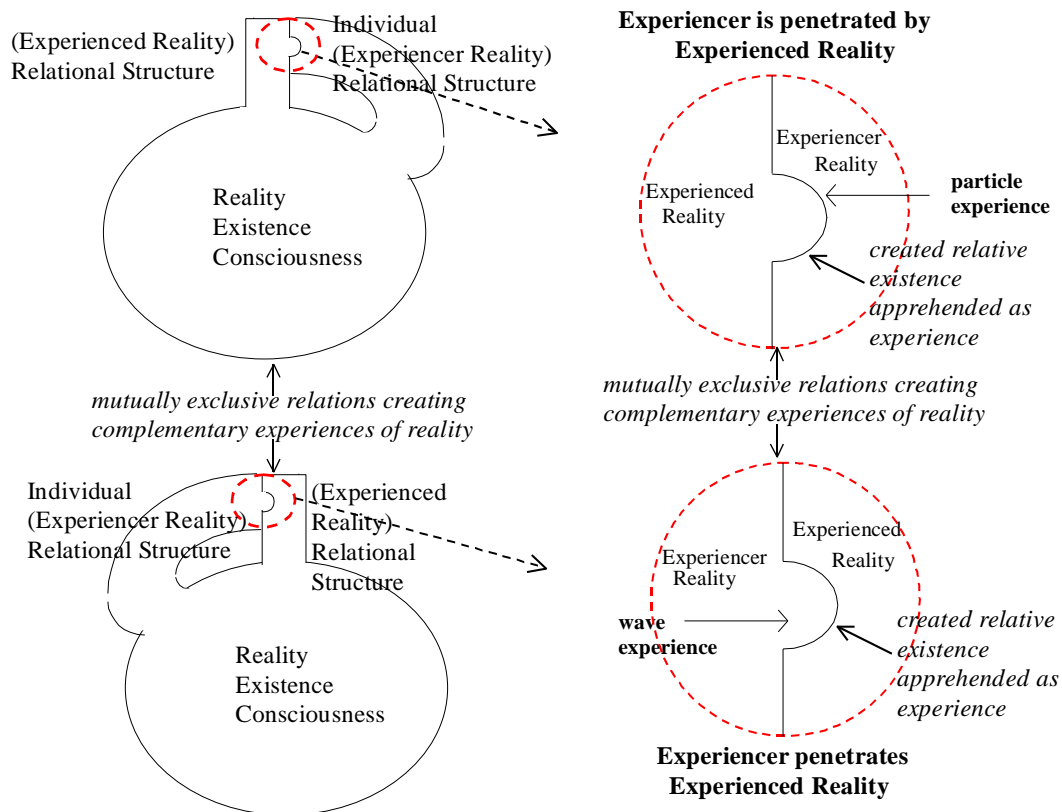 (Experienced Reality)
Relational Structure
Individual
(Experiencer Reality)
Relational Structure
Reality
Existence
Consciousness
Experiencer is penetrated by
Experienced Reality
Experiencer
Reality
Experienced
Reality
particle
experience
created relative
existence
apprehended as
experience
mutually exclusive relations creating
complementary experiences of reality
mutually exclusive relations creating
complementary experiences of reality
Individual
(Experiencer Reality)
Relational Structure
(Experienced
Reality)
Relational
Structure
Reality
Existence
Consciousness
Experienced
Reality
Experiencer
Reality
wave
experience
created relative
existence
apprehended as
experience
Experiencer penetrates
Experienced Reality